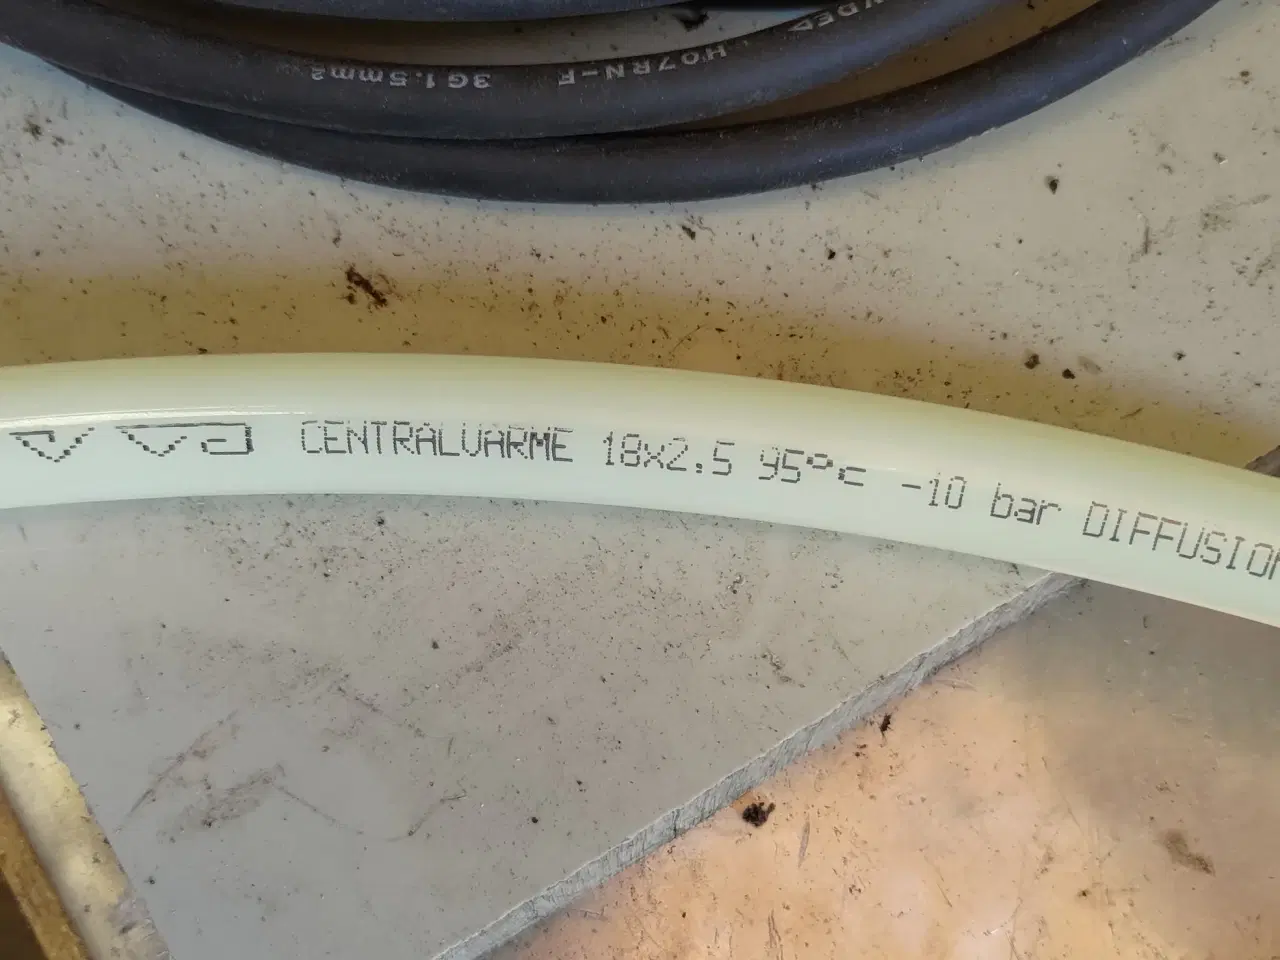 3G1.5mm2 H07RN-F
CENTRALVARME 18x2.5 95°C -10 bar DIFFUSION